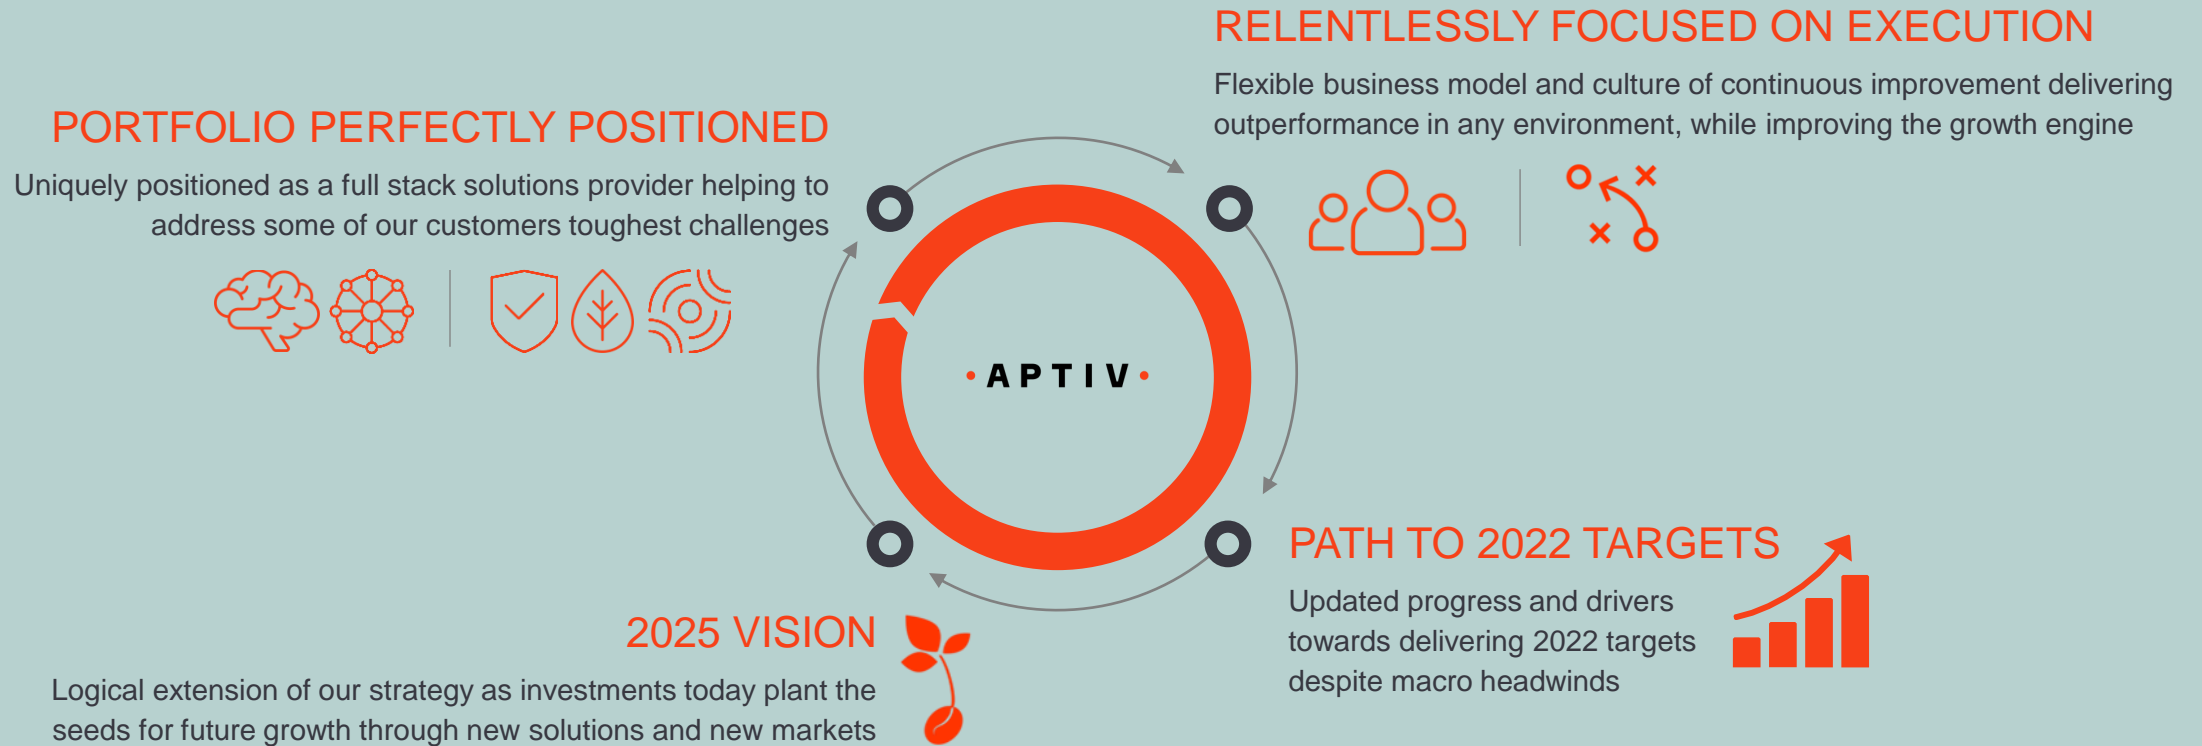 RELENTLESSLY FOCUSED ON EXECUTION
Flexible business model and culture of continuous improvement delivering
outperformance in any environment, while improving the growth engine
PORTFOLIO PERFECTLY POSITIONED
Uniquely positioned as a full stack solutions provider helping to
address some of our customers toughest challenges
• APTIV •
PATH TO 2022 TARGETS
Updated progress and drivers
towards delivering 2022 targets
despite macro headwinds
2025 VISION
Logical extension of our strategy as investments today plant the
seeds for future growth through new solutions and new markets